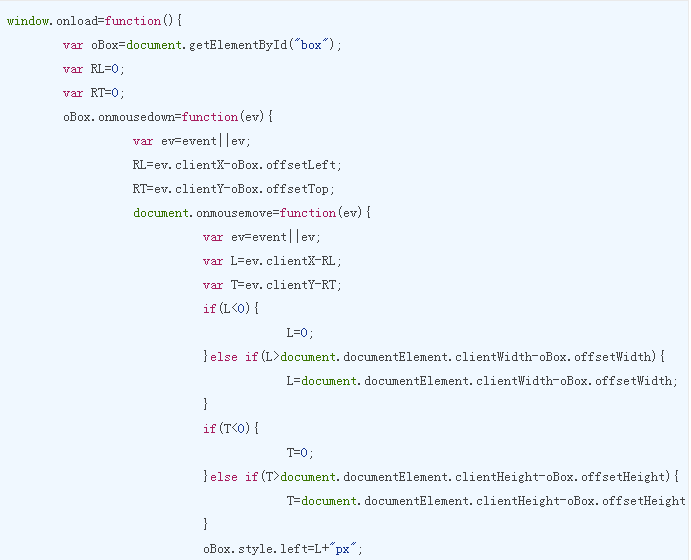 window.onload=function(){
var oBox=document.getElementById("box");
var RL=0;
var RT=0;
oBox.onmousedown=function(ev){
var ev=event||ev;
RL=ev.clientX-oBox.offsetLeft;
RT=ev.clientY-oBox.offsetTop;
document.onmousemove=function(ev){
var ev=event||ev;
var L=ev.clientX-RL;
var T=ev.clientY-RT;
if(L<0){
L=0;
}else if(L>document.documentElement.clientWidth-oBox.offsetWidth){
L=document.documentElement.clientWidth-oBox.offsetWidth;
}
if(T<0){
T=0;
}else if(T>document.documentElement.clientHeight-oBox.offsetHeight){
T=document.documentElement.clientHeight-oBox.offsetHeight
}
oBox.style.left=L+"px";